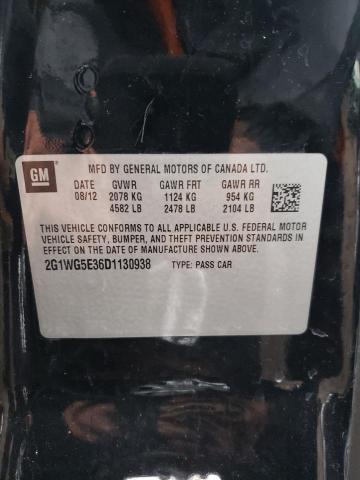 GM
MFD BY GENERAL MOTORS OF CANADA LTD.
DATE GVWR GAWR FRT GAWR RR
08/12 2078 KG 1124 KG 954 KG
4582 LB 2478 LB 2104 LB
THIS VEHICLE CONFORMS TO ALL APPLICABLE U.S. FEDERAL MOTOR
VEHICLE SAFETY, BUMPER, AND THEFT PREVENTION STANDARDS IN
EFFECT ON THE DATE OF MANUFACTURE SHOWN ABOVE.
2G1WG5E36D1130938 TYPE: PASS CAR